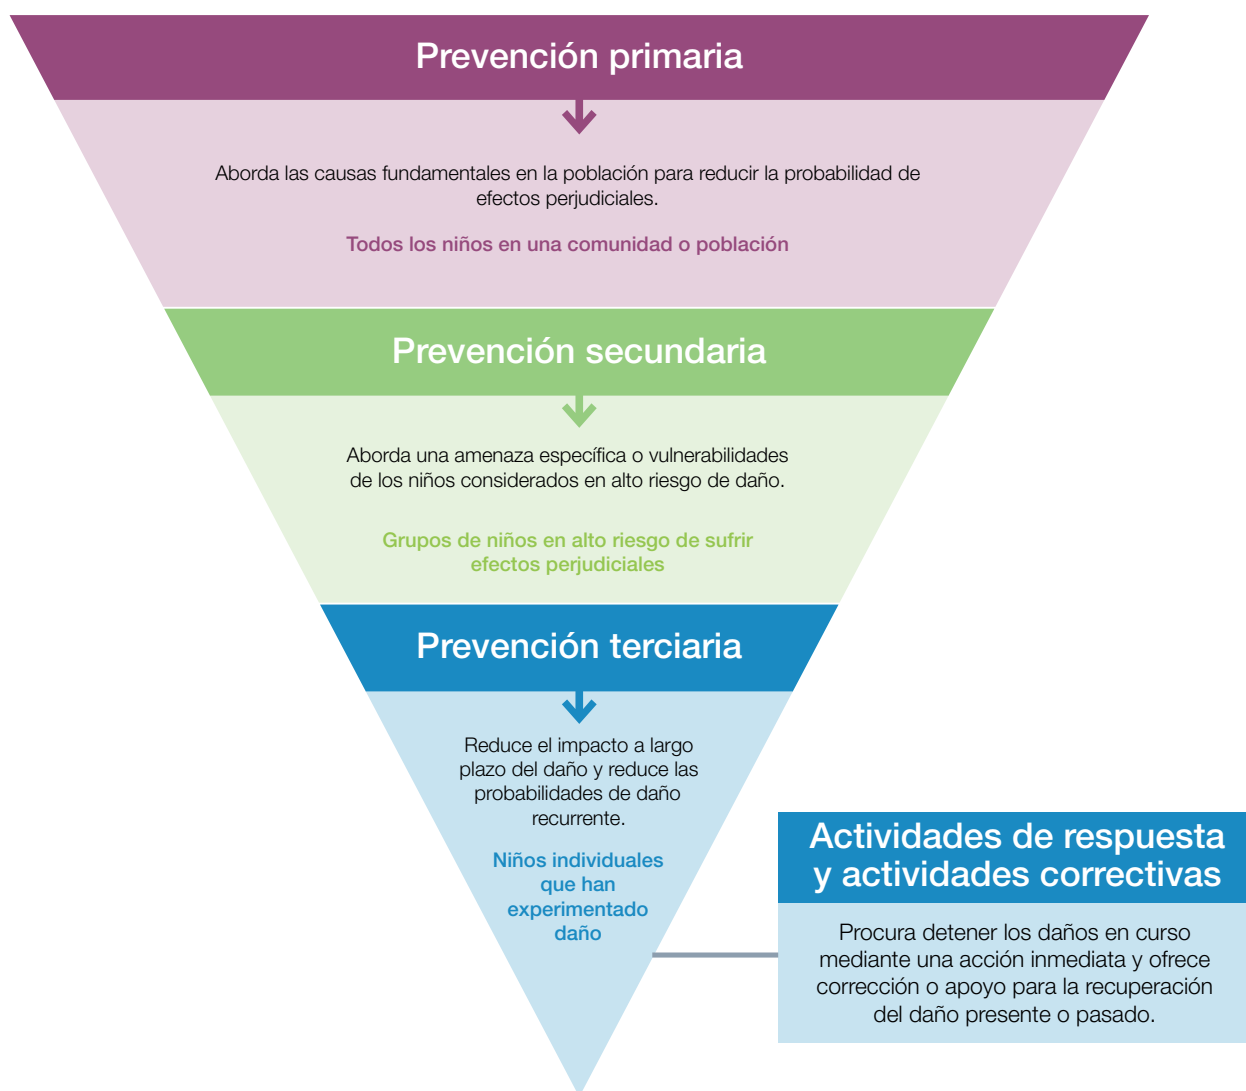 Prevención primaria
Aborda las causas fundamentales en la población para reducir la probabilidad de
efectos perjudiciales.
Todos los niños en una comunidad o población
Prevención secundaria
Aborda una amenaza específica o vulnerabilidades
de los niños considerados en alto riesgo de daño.
Grupos de niños en alto riesgo de sufrir
efectos perjudiciales
Prevención terciaria
Reduce el impacto a largo
plazo del daño y reduce las
probabilidades de daño
recurrente.
Niños individuales
que han
experimentado
daño
Actividades de respuesta
y actividades correctivas
Procura detener los daños en curso
mediante una acción inmediata y ofrece
corrección o apoyo para la recuperación
del daño presente o pasado.